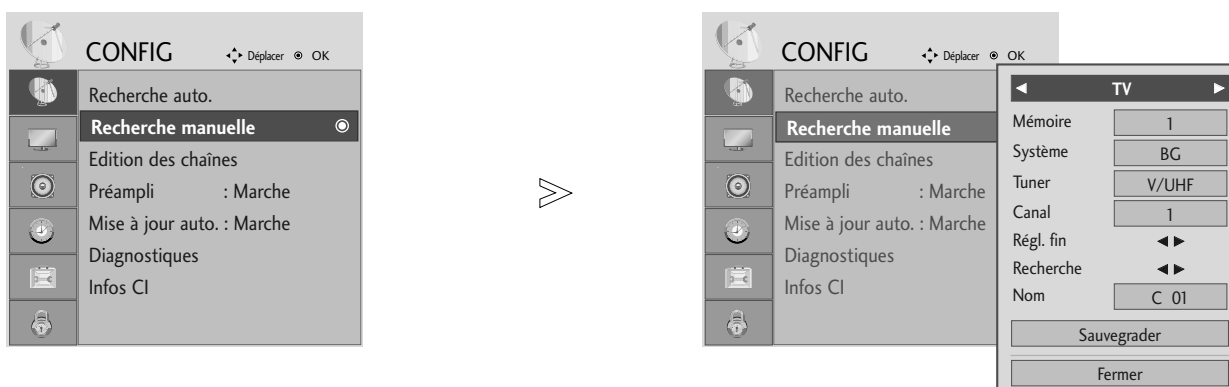 CONFIG Déplacer OK
Recherche auto.
Recherche manuelle
Edition des chaînes
Préampli : Marche
Mise à jour auto. : Marche
Diagnostiques
Infos CI
CONFIG Déplacer OK
Recherche auto.
Recherche manuelle
Edition des chaînes
Préampli : Marche
Mise à jour auto. : Marche
Diagnostiques
Infos CI
TV
Mémoire 1
Système BG
Tuner V/UHF
Canal 1
Régl. fin
Recherche
Nom C 01
Sauvegrader
Fermer